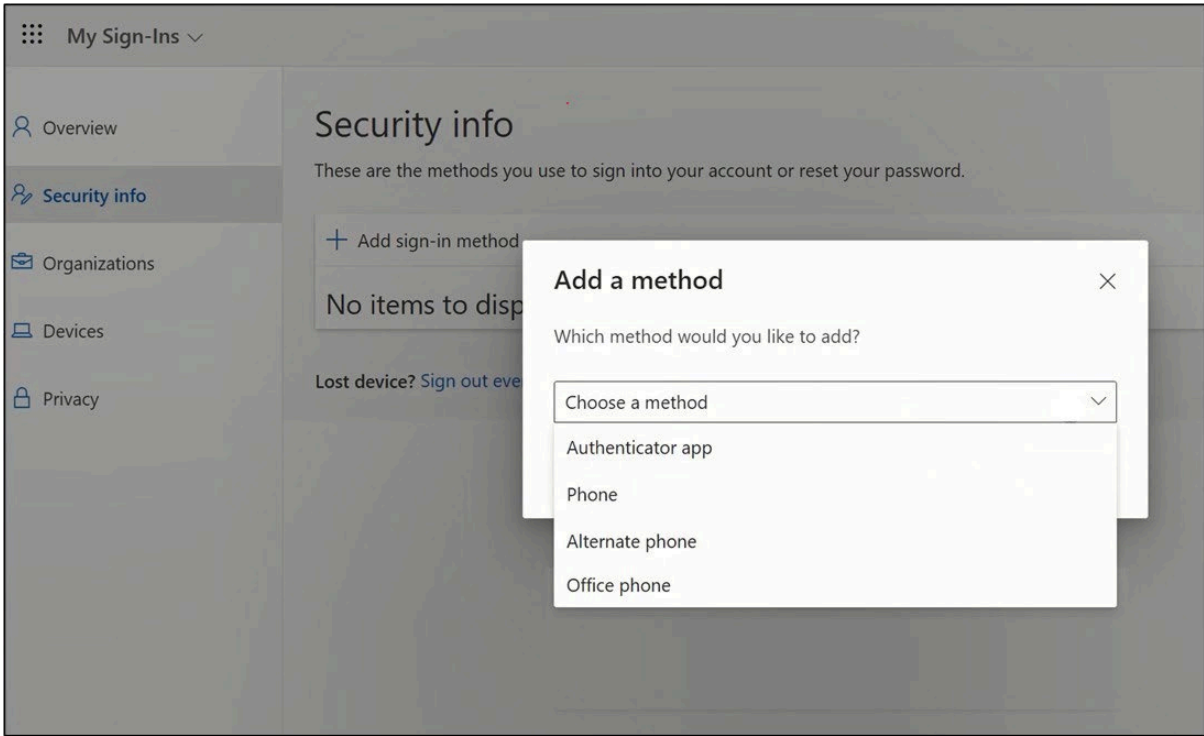 My Sign-Ins
Overview
Security info
Organizations
Devices
Privacy
Security info
These are the methods you use to sign into your account or reset your password.
Add sign-in method
No items to disp
Lost device? Sign out eve
Add a method
Which method would you like to add?
Choose a method
Authenticator app
Phone
Alternate phone
Office phone